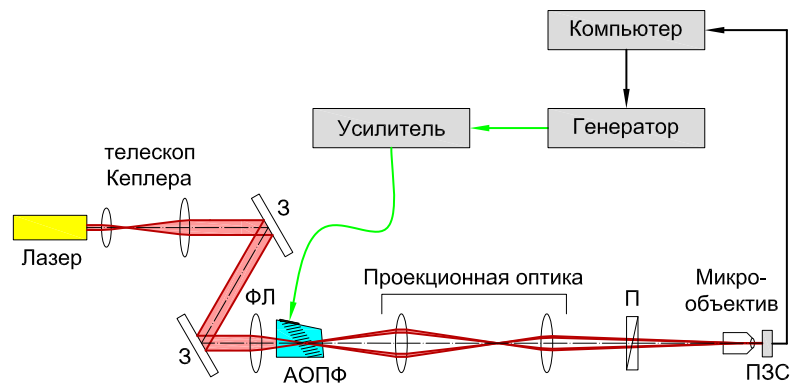 Компьютер
Усилитель
Генератор
телескоп
Кеплера
З
Лазер
ФЛ
Проекционная оптика
П
Микро-
объектив
З
АОПФ
ПЗС